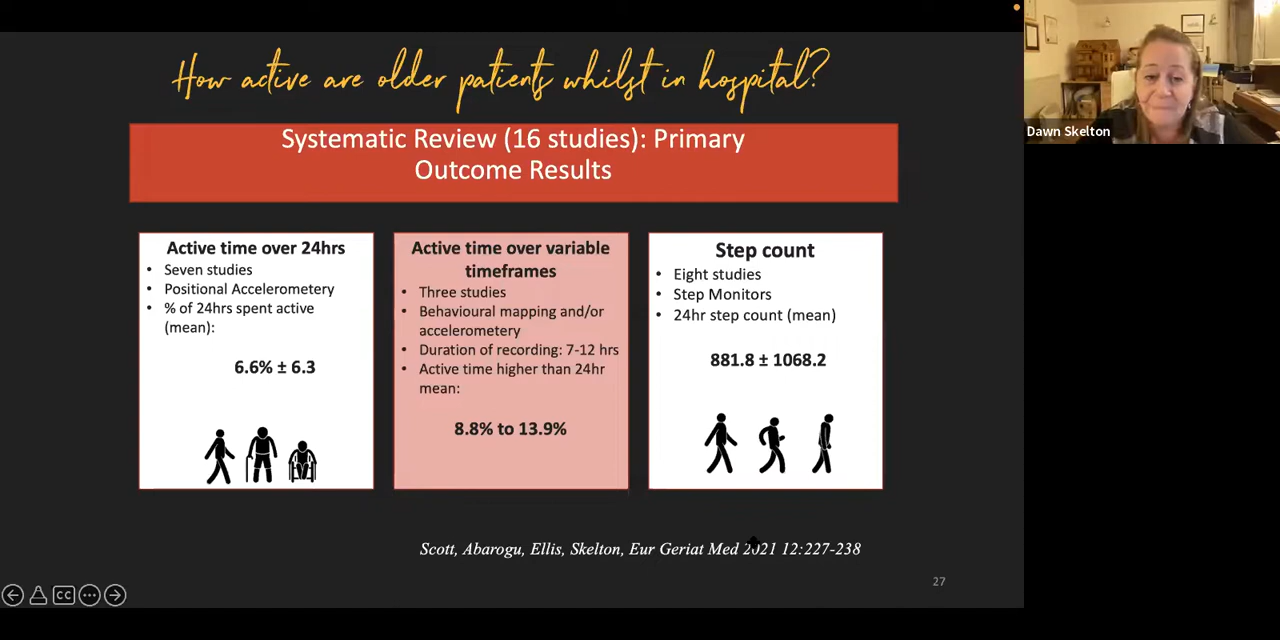 How active are older patients whilst in hospital?
Dawn Skelton
Systematic Review (16 studies): Primary
Outcome Results
Active time over 24hrs
• Seven studies
• Positional Accelerometery
• % of 24hrs spent active
(mean):
6.6% ± 6.3
Active time over variable
timeframes
• Three studies
• Behavioural mapping and/or
accelerometery
• Duration of recording: 7-12 hrs
• Active time higher than 24hr
mean:
8.8% to 13.9%
Step count
• Eight studies
• Step Monitors
• 24hr step count (mean)
881.8 ± 1068.2
Scott, Abarogu, Ellis, Skelton, Eur Geriat Med 2021 12:227-238
27
CC